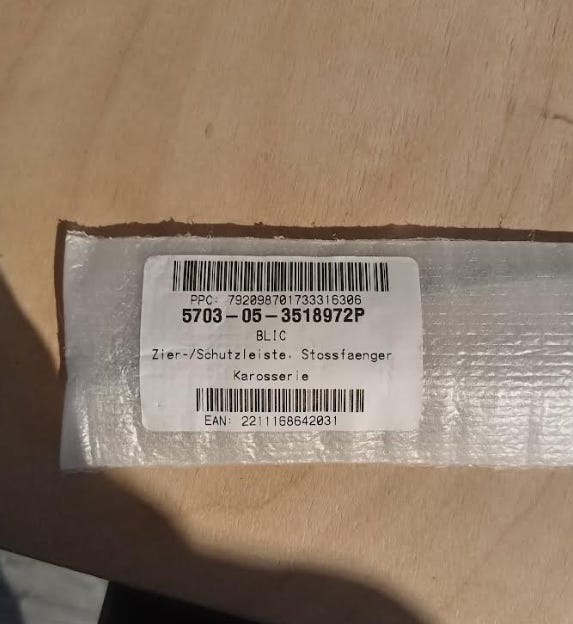 PPC: 792098701733316306
5703-05-3518972P
BLIC
Zier-/Schutzleiste, Stossfaenger
Karosserie
EAN: 2211168642031